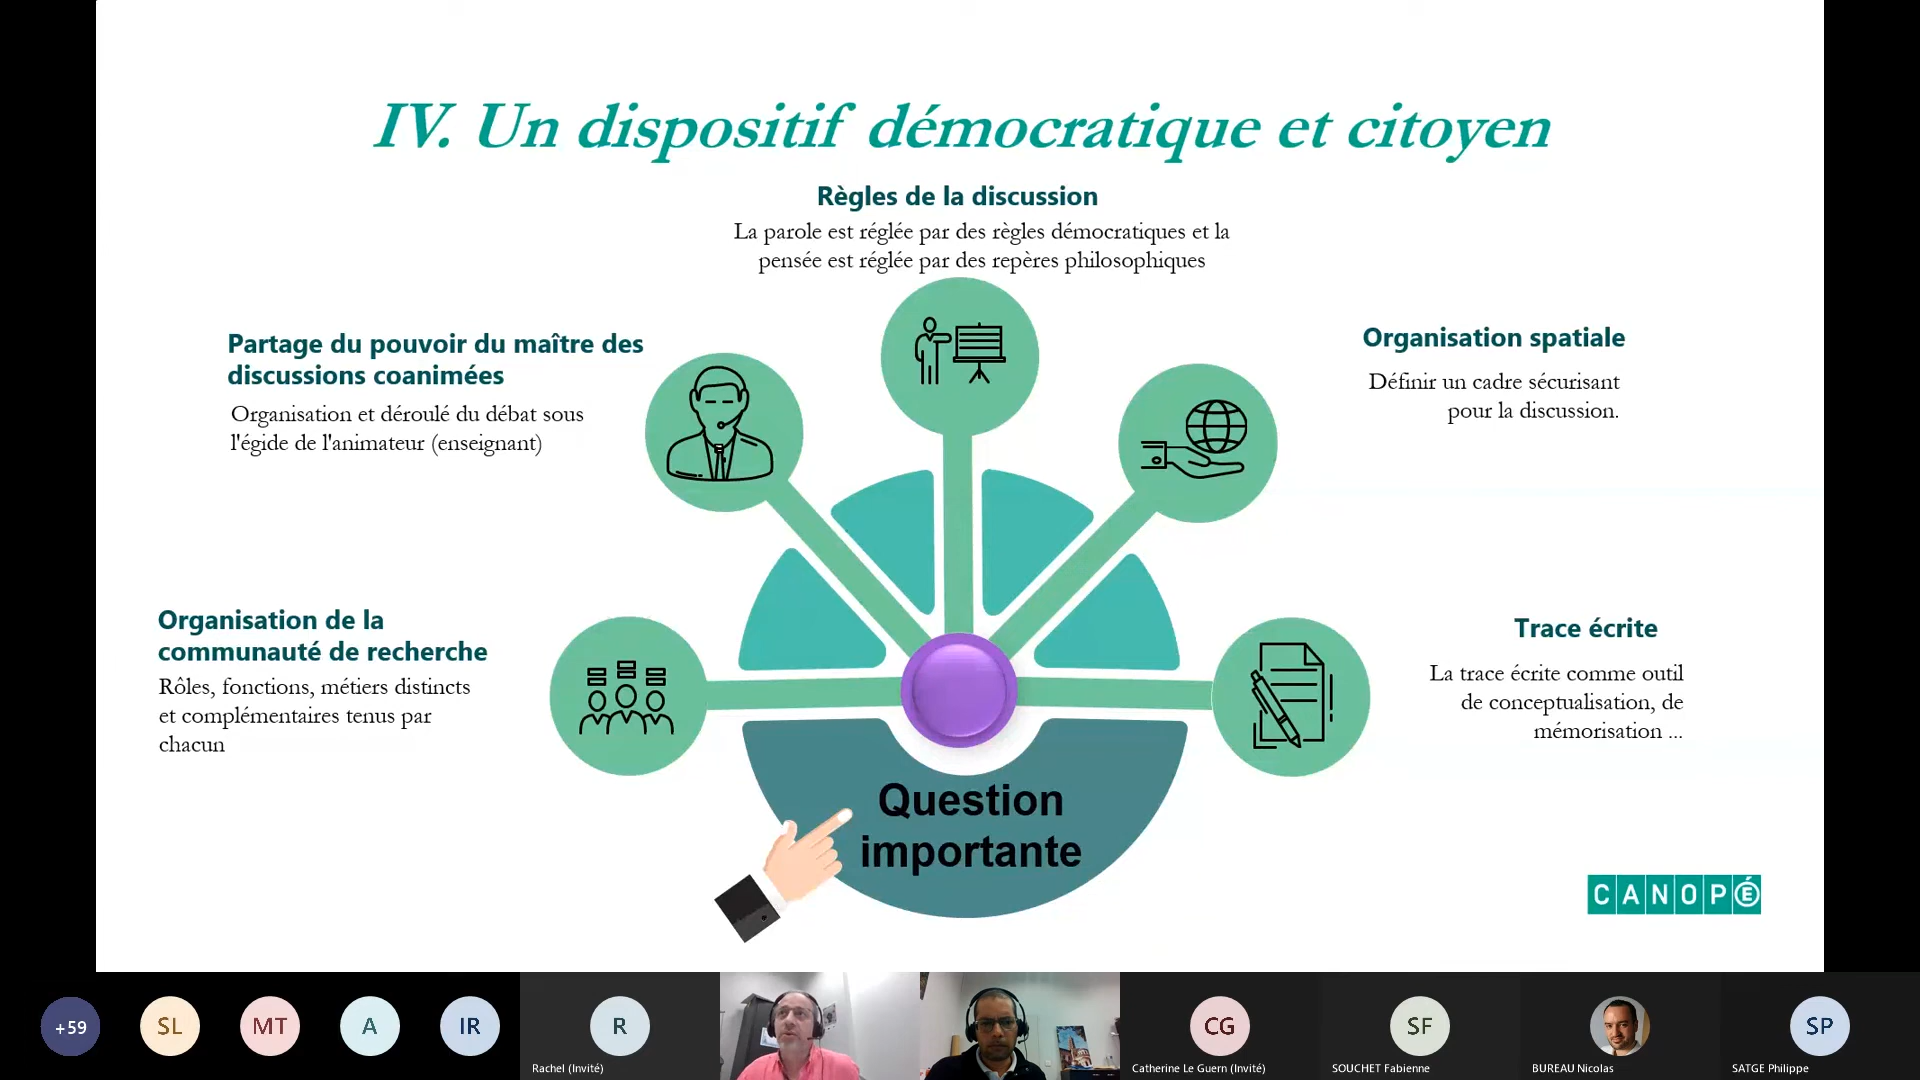 IV. Un dispositif démocratique et citoyen
Règles de la discussion
La parole est réglée par des règles démocratiques et la
pensée est réglée par des repères philosophiques
Partage du pouvoir du maître des
discussions coanimées
Organisation et déroulé du débat sous
l'égide de l'animateur (enseignant)
Organisation spatiale
Définir un cadre sécurisant
pour la discussion.
Organisation de la
communauté de recherche
Rôles, fonctions, métiers distincts
et complémentaires tenus par
chacun
Trace écrite
La trace écrite comme outil
de conceptualisation, de
mémorisation ...
Question
importante
CANOPÉ
+59
SL
MT
A
IR
R
Rachel (Invité)
CG
Catherine Le Guern (Invité)
SF
SOUCHET Fabienne
BUREAU Nicolas
SP
SATGE Philippe